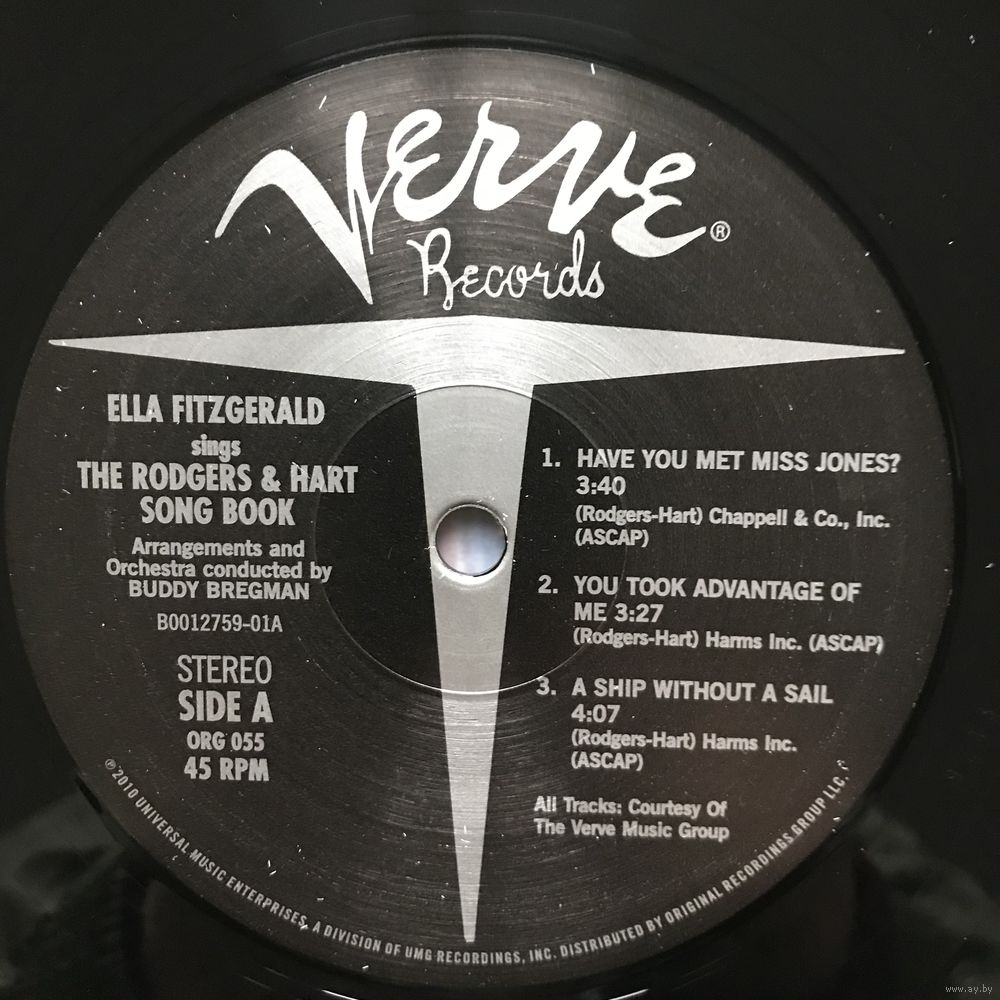 Verve®
Records
ELLA FITZGERALD
sings
THE RODGERS & HART
SONG BOOK
Arrangements and
Orchestra conducted by
BUDDY BREGMAN
B0012759-01A
STEREO
SIDE A
ORG 055
45 RPM
1. HAVE YOU MET MISS JONES?
3:40
(Rodgers-Hart) Chappell & Co., Inc.
(ASCAP)
2. YOU TOOK ADVANTAGE OF
ME 3:27
(Rodgers-Hart) Harms Inc. (ASCAP)
3. A SHIP WITHOUT A SAIL
4:07
(Rodgers-Hart) Harms Inc.
(ASCAP)
All Tracks: Courtesy Of
The Verve Music Group
℗2010 UNIVERSAL MUSIC ENTERPRISES, A DIVISION OF UMG RECORDINGS, INC. DISTRIBUTED BY ORIGINAL RECORDINGS GROUP LLC.
www.ay.by